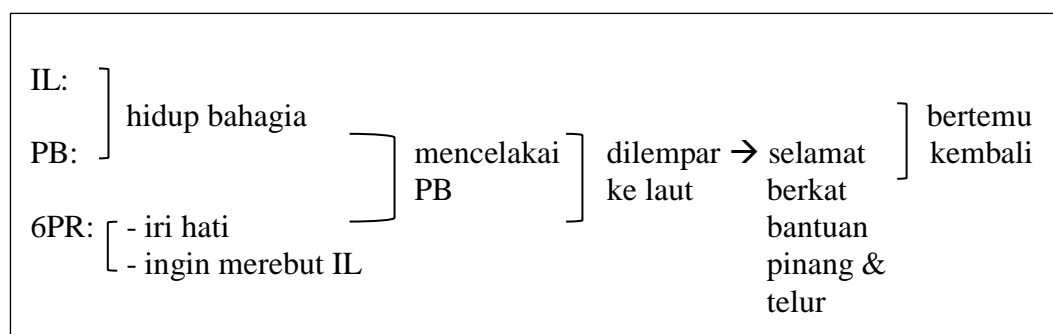 IL:
hidup bahagia
PB:
6PR: - iri hati
- ingin merebut IL
mencelakai
PB
dilempar → selamat
ke laut berkat
bantuan
pinang &
telur
bertemu
kembali